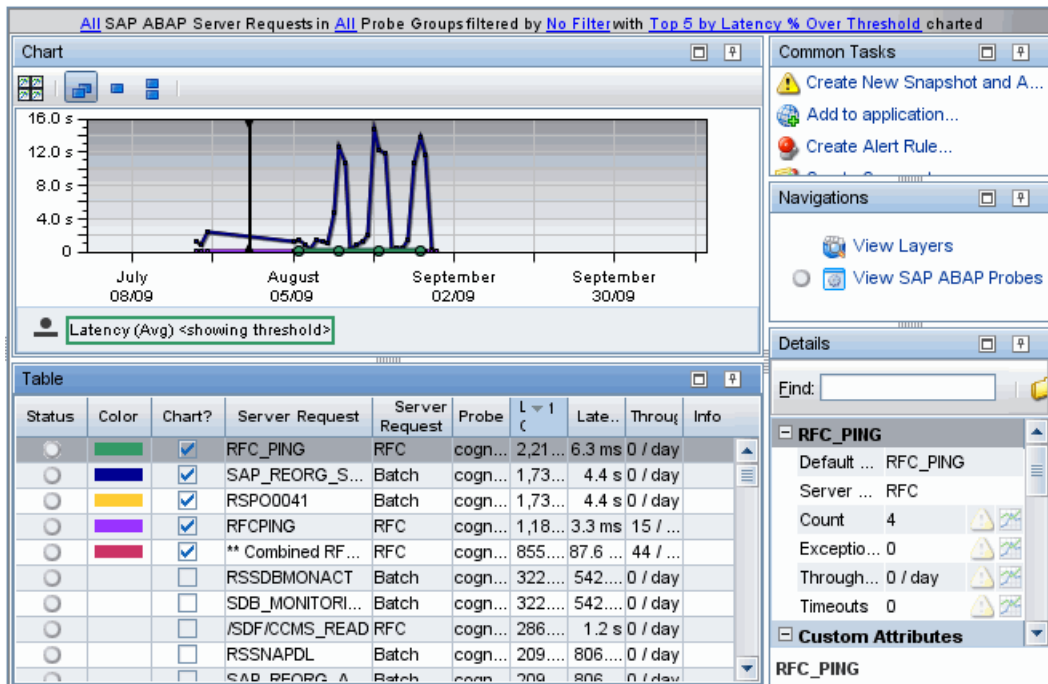 All SAP ABAP Server Requests in All Probe Groups filtered by No Filter with Top 5 by Latency % Over Threshold charted
Chart
16.0 s
12.0 s
8.0 s
4.0 s
0
July 08/09
August 05/09
September 02/09
September 30/09
Latency (Avg) <showing threshold>
Table
Status Color Chart? Server Request Server Request Probe L 1 ( Late.. Throug Info
RFC_PING RFC cogn... 2,21... 6.3 ms 0 / day
SAP_REORG_S... Batch cogn... 1,73... 4.4 s 0 / day
RSPO0041 Batch cogn... 1,73... 4.4 s 0 / day
RFCPING RFC cogn... 1,18... 3.3 ms 15 / ...
** Combined RF... RFC cogn... 855.... 87.6 ... 44 / ...
RSSDBMONACT Batch cogn... 322.... 542.... 0 / day
SDB_MONITORI... Batch cogn... 322.... 542.... 0 / day
/SDF/CCMS_READ RFC cogn... 286.... 1.2 s 0 / day
RSSNAPDL Batch cogn... 209.... 806.... 0 / day
SAP_REORG_A... Batch cogn... 209.... 806.... 0 / day
Common Tasks
Create New Snapshot and A...
Add to application...
Create Alert Rule...
Navigations
View Layers
View SAP ABAP Probes
Details
Find:
RFC_PING
Default ... RFC_PING
Server ... RFC
Count 4
Exceptio... 0
Through... 0 / day
Timeouts 0
Custom Attributes
RFC_PING